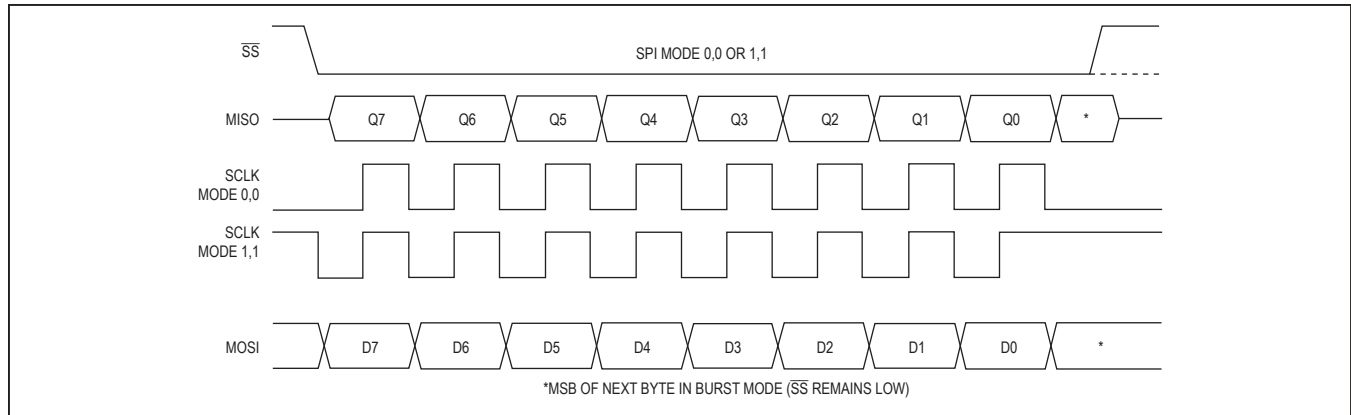 SS
SPI MODE 0,0 OR 1,1
MISO
Q7 Q6 Q5 Q4 Q3 Q2 Q1 Q0 *
SCLK
MODE 0,0
SCLK
MODE 1,1
MOSI
D7 D6 D5 D4 D3 D2 D1 D0 *
*MSB OF NEXT BYTE IN BURST MODE (SS REMAINS LOW)